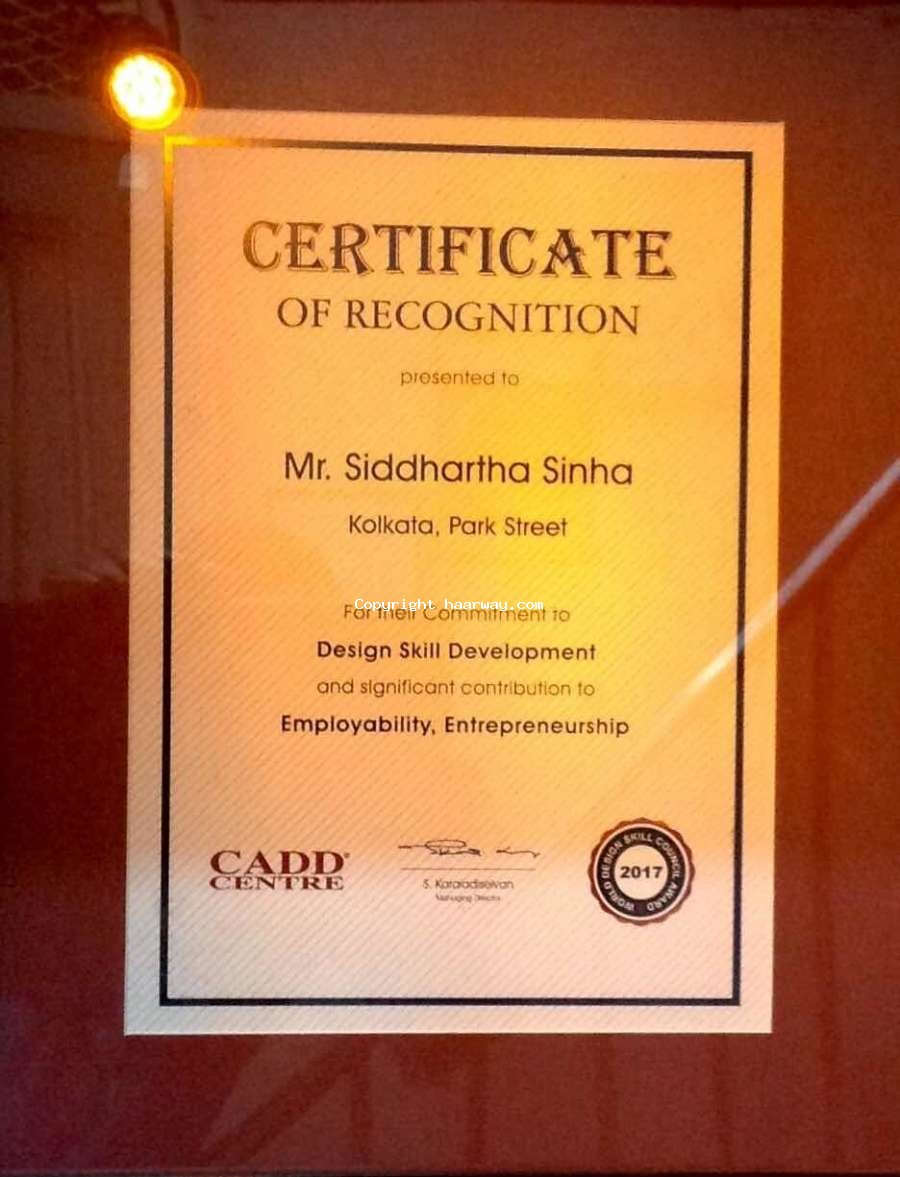 CERTIFICATE
OF RECOGNITION
presented to
Mr. Siddhartha Sinha
Kolkata, Park Street
Copyright haarway.com
For their Commitment to
Design Skill Development
and significant contribution to
Employability, Entrepreneurship
CADD
CENTRE
S. Karaiadiselvan
Managing Director
WORLD DESIGN SKILL COUNCIL AWARD
2017